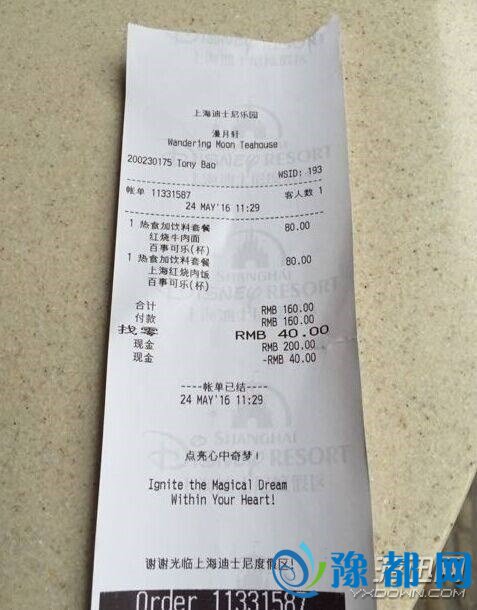 上海迪士尼乐园
漫月轩
Wandering Moon Teahouse
200230175 Tony Bao
WSID: 193
帐单 11331587 客人数 1
24 MAY'16 11:29
1 热食加饮料套餐 80.00
红烧牛肉面
百事可乐(杯)
1 热食加饮料套餐 80.00
上海红烧肉饭
百事可乐(杯)
合计 RMB 160.00
付款 RMB 160.00
找零 RMB 40.00
现金 RMB 200.00
现金 -RMB 40.00
----帐单已结----
24 MAY'16 11:29
SHANGHAI
DISNEY RESORT
点亮心中奇梦!
Ignite the Magical Dream
Within Your Heart!
谢谢光临上海迪士尼度假区!
Order 11331587
豫都网
YXDOWN.COM